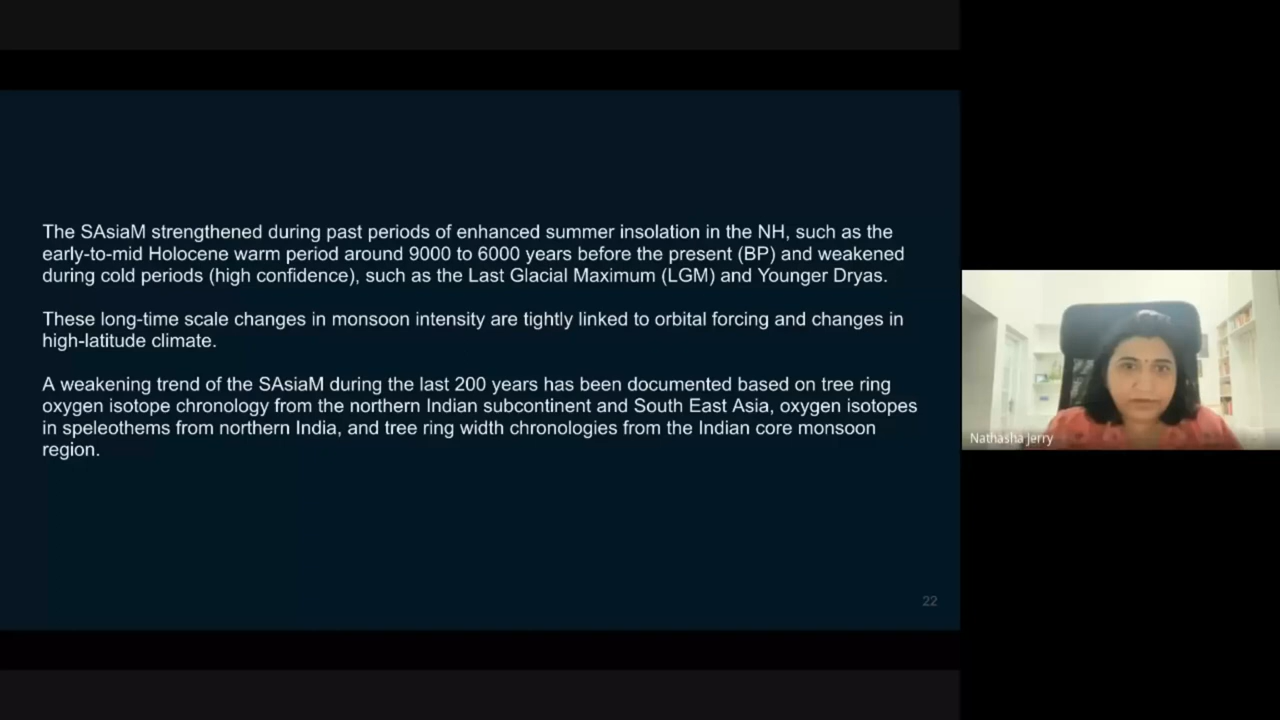 The SAsiaM strengthened during past periods of enhanced summer insolation in the NH, such as the
early-to-mid Holocene warm period around 9000 to 6000 years before the present (BP) and weakened
during cold periods (high confidence), such as the Last Glacial Maximum (LGM) and Younger Dryas.
These long-time scale changes in monsoon intensity are tightly linked to orbital forcing and changes in
high-latitude climate.
A weakening trend of the SAsiaM during the last 200 years has been documented based on tree ring
oxygen isotope chronology from the northern Indian subcontinent and South East Asia, oxygen isotopes
in speleothems from northern India, and tree ring width chronologies from the Indian core monsoon
region.
22
Nathasha Jerry